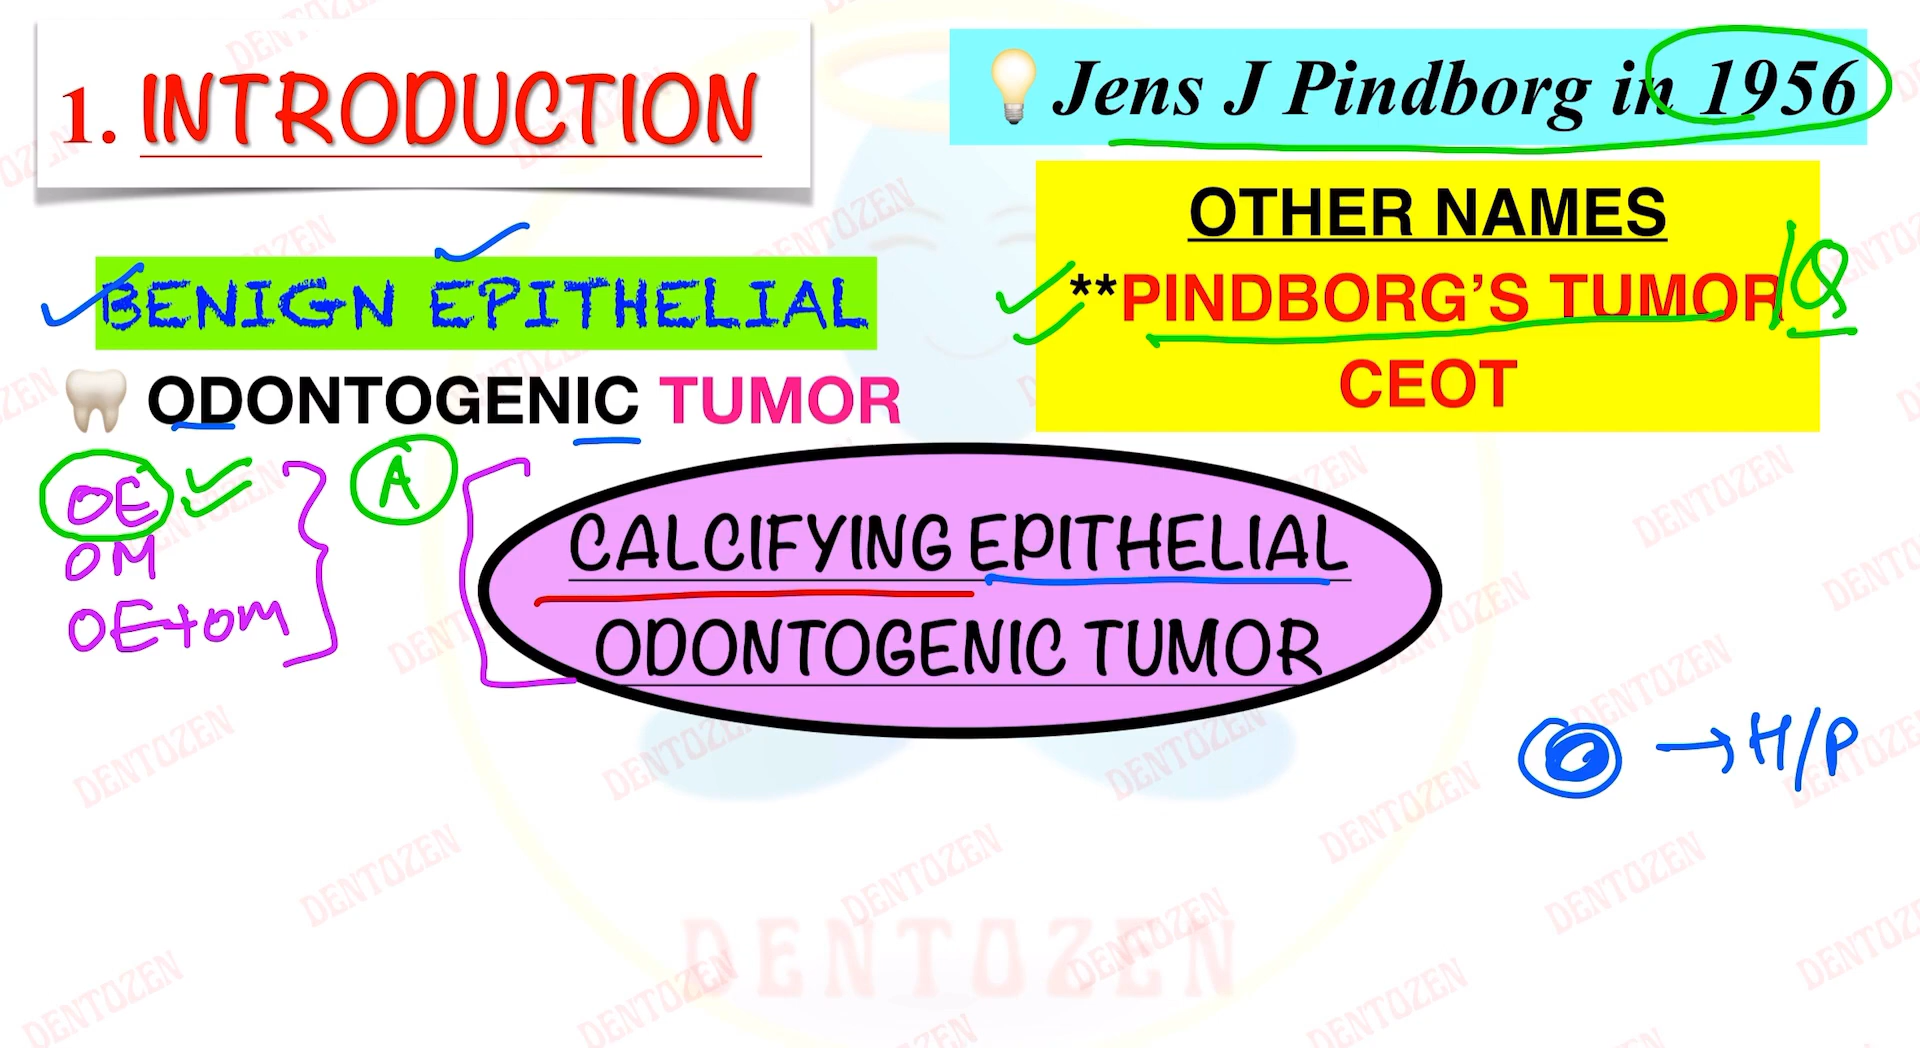 1. INTRODUCTION
💡 Jens J Pindborg in 1956
OTHER NAMES
**PINDBORG'S TUMOR/Q
CEOT
BENIGN EPITHELIAL
🦷 ODONTOGENIC TUMOR
OE
OM
OE+OM
A
CALCIFYING EPITHELIAL
ODONTOGENIC TUMOR
→ H/P
DENTOZEN